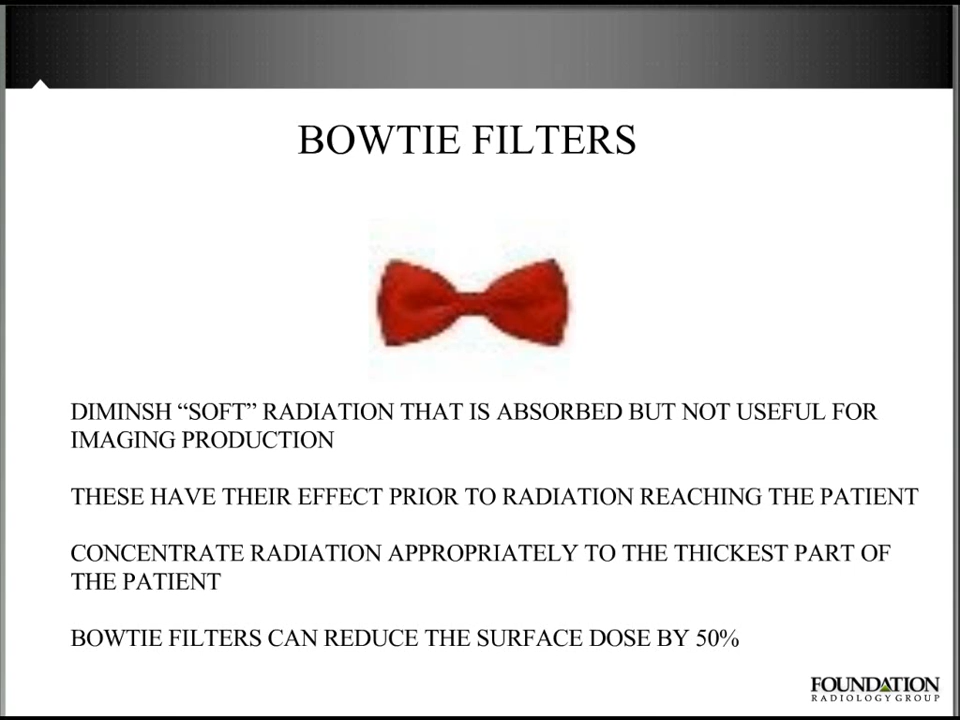 BOWTIE FILTERS
DIMINSH “SOFT” RADIATION THAT IS ABSORBED BUT NOT USEFUL FOR
IMAGING PRODUCTION
THESE HAVE THEIR EFFECT PRIOR TO RADIATION REACHING THE PATIENT
CONCENTRATE RADIATION APPROPRIATELY TO THE THICKEST PART OF
THE PATIENT
BOWTIE FILTERS CAN REDUCE THE SURFACE DOSE BY 50%
FOUNDATION
RADIOLOGY GROUP